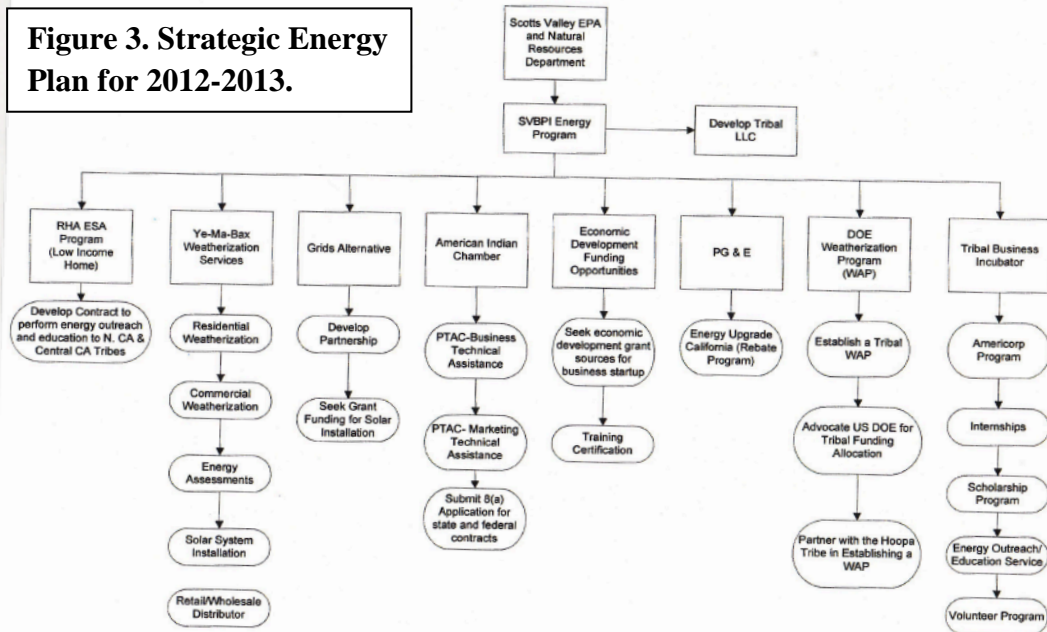 Figure 3. Strategic Energy
Plan for 2012-2013.
Scotts Valley EPA
and Natural
Resources
Department
SVBPI Energy
Program
Develop Tribal
LLC
RHA ESA
Program
(Low Income
Home)
Develop Contract to
perform energy outreach
and education to N. CA &
Central CA Tribes
Ye-Ma-Bax
Weatherization
Services
Residential
Weatherization
Commercial
Weatherization
Energy
Assessments
Solar System
Installation
Retail/Wholesale
Distributor
Grids Alternative
Develop
Partnership
Seek Grant
Funding for Solar
Installation
American Indian
Chamber
PTAC-Business
Technical
Assistance
PTAC- Marketing
Technical
Assistance
Submit 8(a)
Application for
state and federal
contracts
Economic
Development
Funding
Opportunities
Seek economic
development grant
sources for
business startup
Training
Certification
PG & E
Energy Upgrade
California (Rebate
Program)
DOE
Weatherization
Program
(WAP)
Establish a Tribal
WAP
Advocate US DOE for
Tribal Funding
Allocation
Partner with the Hoopa
Tribe in Establishing a
WAP
Tribal Business
Incubator
Americorp
Program
Internships
Scholarship
Program
Energy Outreach/
Education Service
Volunteer Program